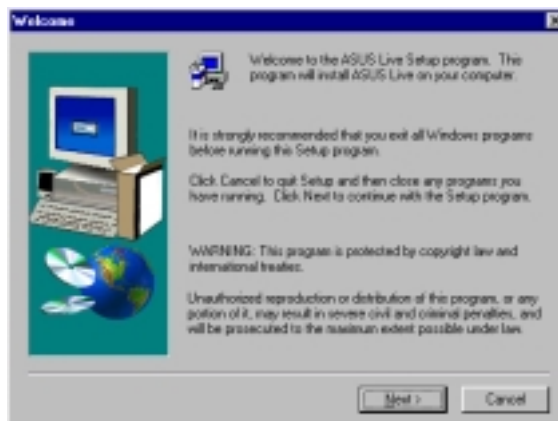 Welcome
Welcome to the ASUS Live Setup program. This
program will install ASUS Live on your computer.
It is strongly recommended that you exit all Windows programs
before running this Setup program.
Click Cancel to quit Setup and then close any programs you
have running. Click Next to continue with the Setup program.
WARNING: This program is protected by copyright law and
international treaties.
Unauthorized reproduction or distribution of this program, or any
portion of it, may result in severe civil and criminal penalties, and
will be prosecuted to the maximum extent possible under law.
Next >
Cancel